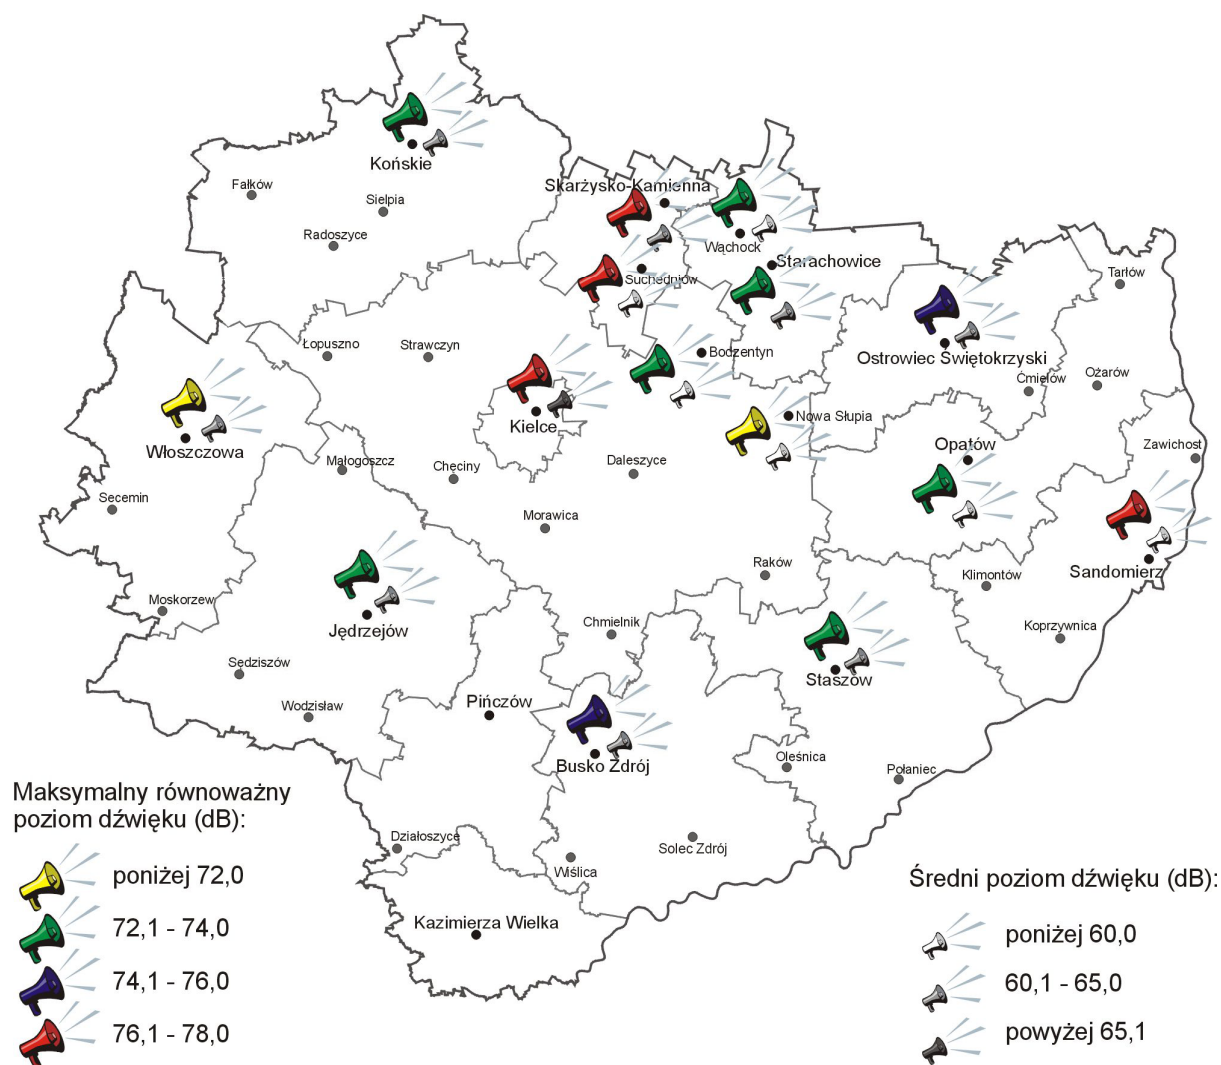 Końskie
Fałków
Sielpia
Radoszyce
Skarżysko-Kamienna
Wąchock
Starachowice
Suchedniów
Tarłów
Łopuszno
Strawczyn
Bodzentyn
Ostrowiec Świętokrzyski
Ćmielów
Ożarów
Kielce
Nowa Słupia
Włoszczowa
Opatów
Zawichost
Małogoszcz
Chęciny
Daleszyce
Secemin
Morawica
Raków
Klimontów
Sandomierz
Moskorzew
Jędrzejów
Chmielnik
Koprzywnica
Sędziszów
Staszów
Wodzisław
Pińczów
Busko Zdrój
Oleśnica
Połaniec
Działoszyce
Solec Zdrój
Wiślica
Kazimierza Wielka
Maksymalny równoważny
poziom dźwięku (dB):
poniżej 72,0
72,1 - 74,0
74,1 - 76,0
76,1 - 78,0
Średni poziom dźwięku (dB):
poniżej 60,0
60,1 - 65,0
powyżej 65,1